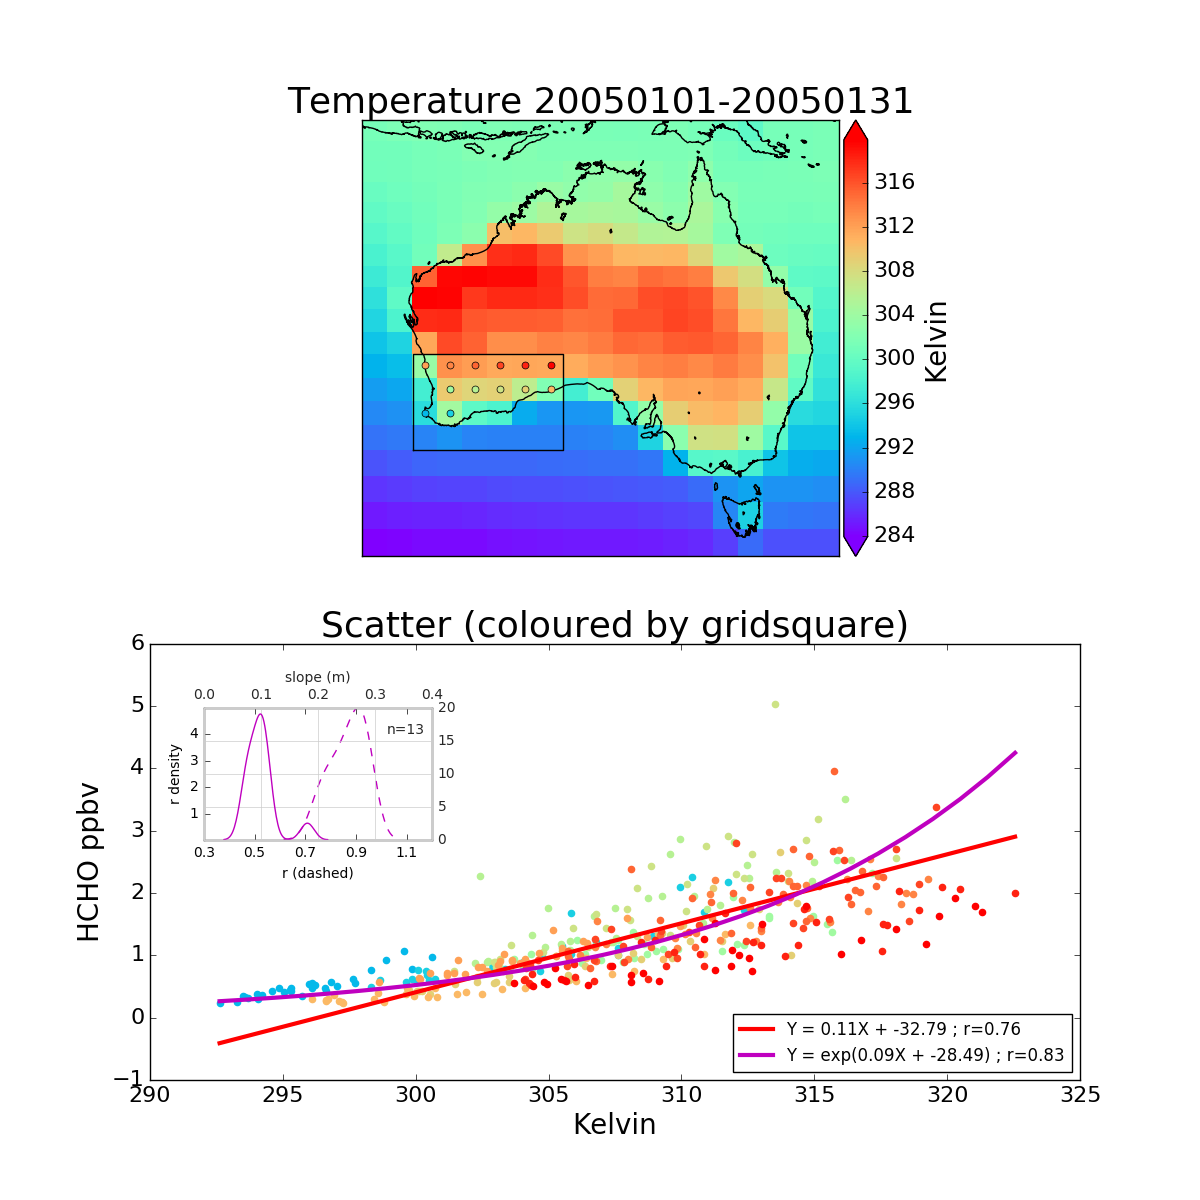 Temperature 20050101-20050131
316
312
308
304
300
296
292
288
284
Kelvin
Scatter (coloured by gridsquare)
6
5
4
3
2
1
0
−1
HCHO ppbv
slope (m)
0.0 0.1 0.2 0.3 0.4
n=13
4
3
2
1
r density
20
15
10
5
0
0.3 0.5 0.7 0.9 1.1
r (dashed)
Y = 0.11X + -32.79 ; r=0.76
Y = exp(0.09X + -28.49) ; r=0.83
290 295 300 305 310 315 320 325
Kelvin